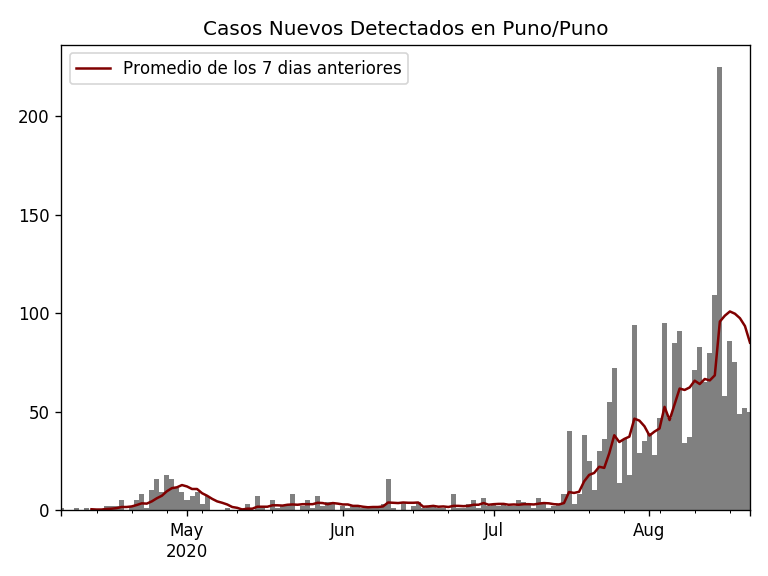 Casos Nuevos Detectados en Puno/Puno
Promedio de los 7 dias anteriores
200
150
100
50
0
May
2020
Jun
Jul
Aug